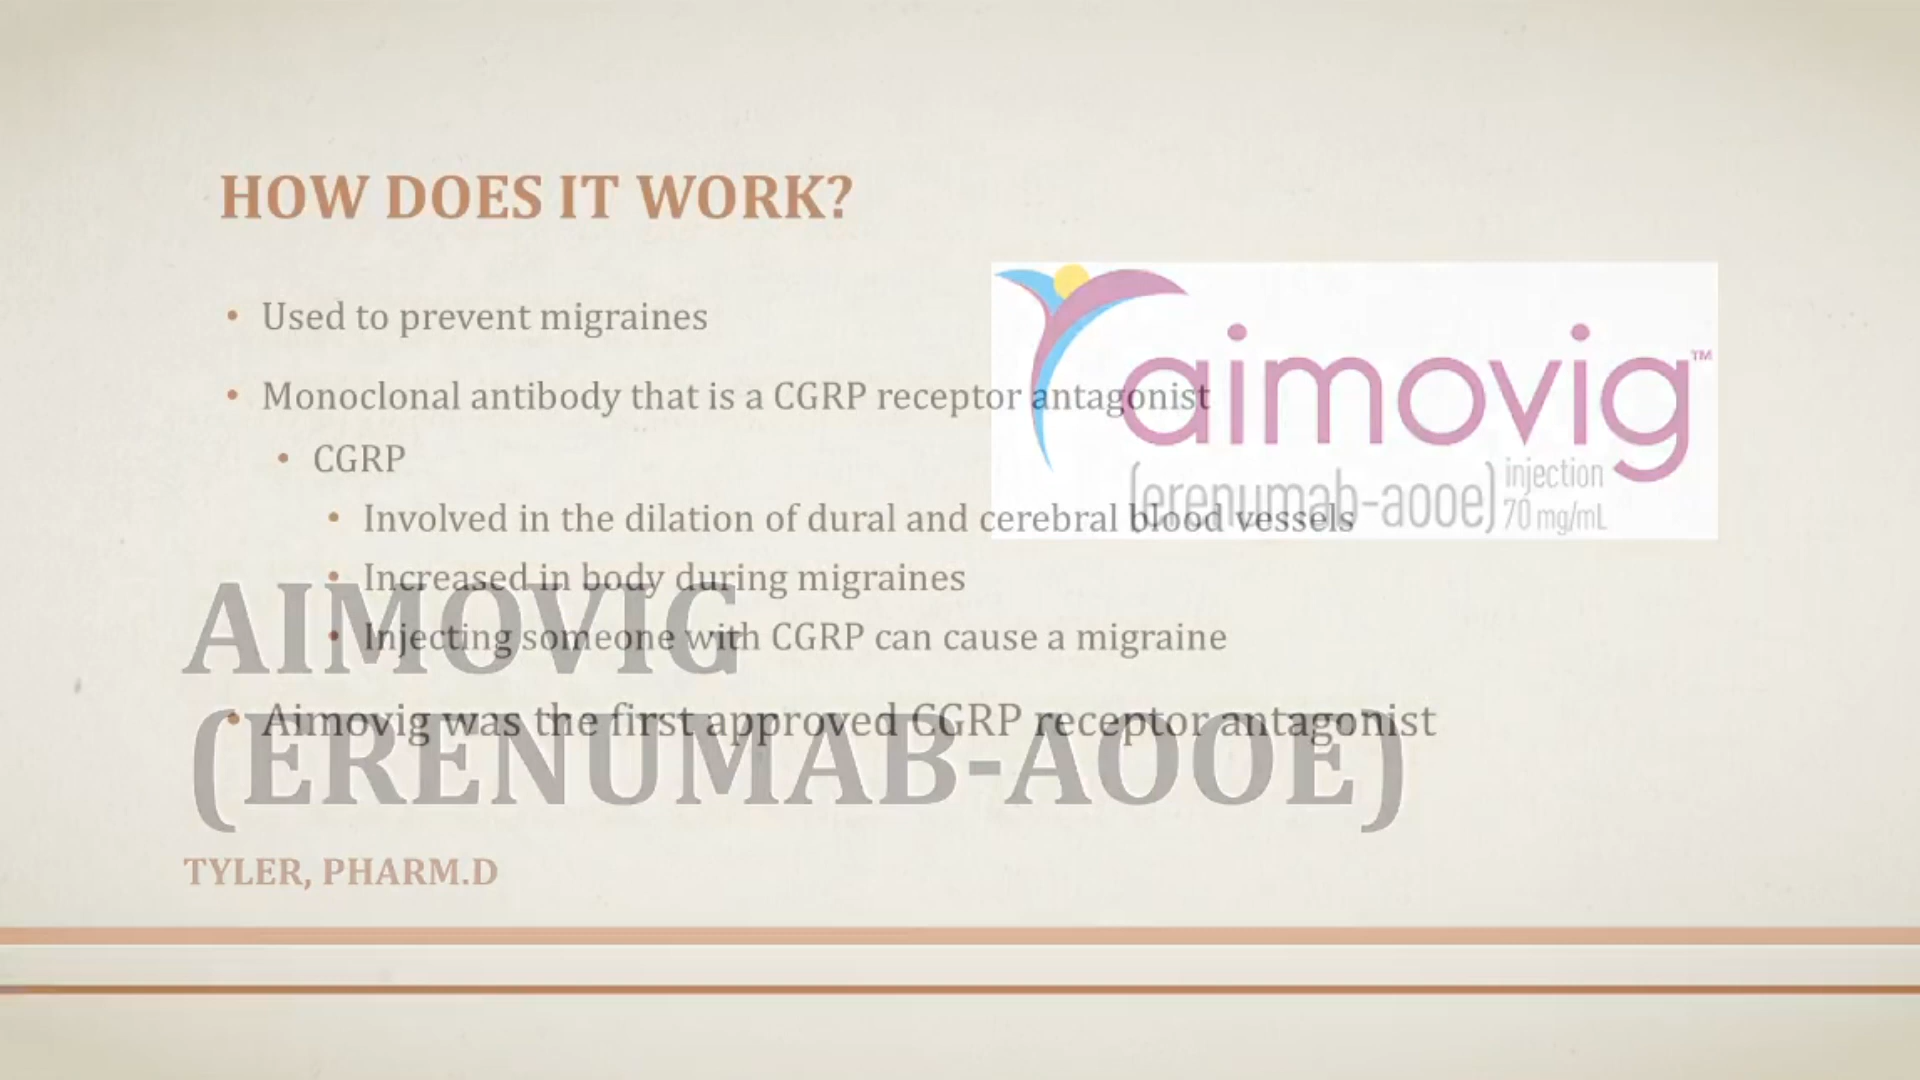 HOW DOES IT WORK?
• Used to prevent migraines
• Monoclonal antibody that is a CGRP receptor antagonist
• CGRP
• Involved in the dilation of dural and cerebral blood vessels
• Increased in body during migraines
• Injecting someone with CGRP can cause a migraine
• Aimovig was the first approved CGRP receptor antagonist
aimovig™
(erenumab-aooe) injection
70 mg/mL
AIMOVIG
(ERENUMAB-AOOE)
TYLER, PHARM.D